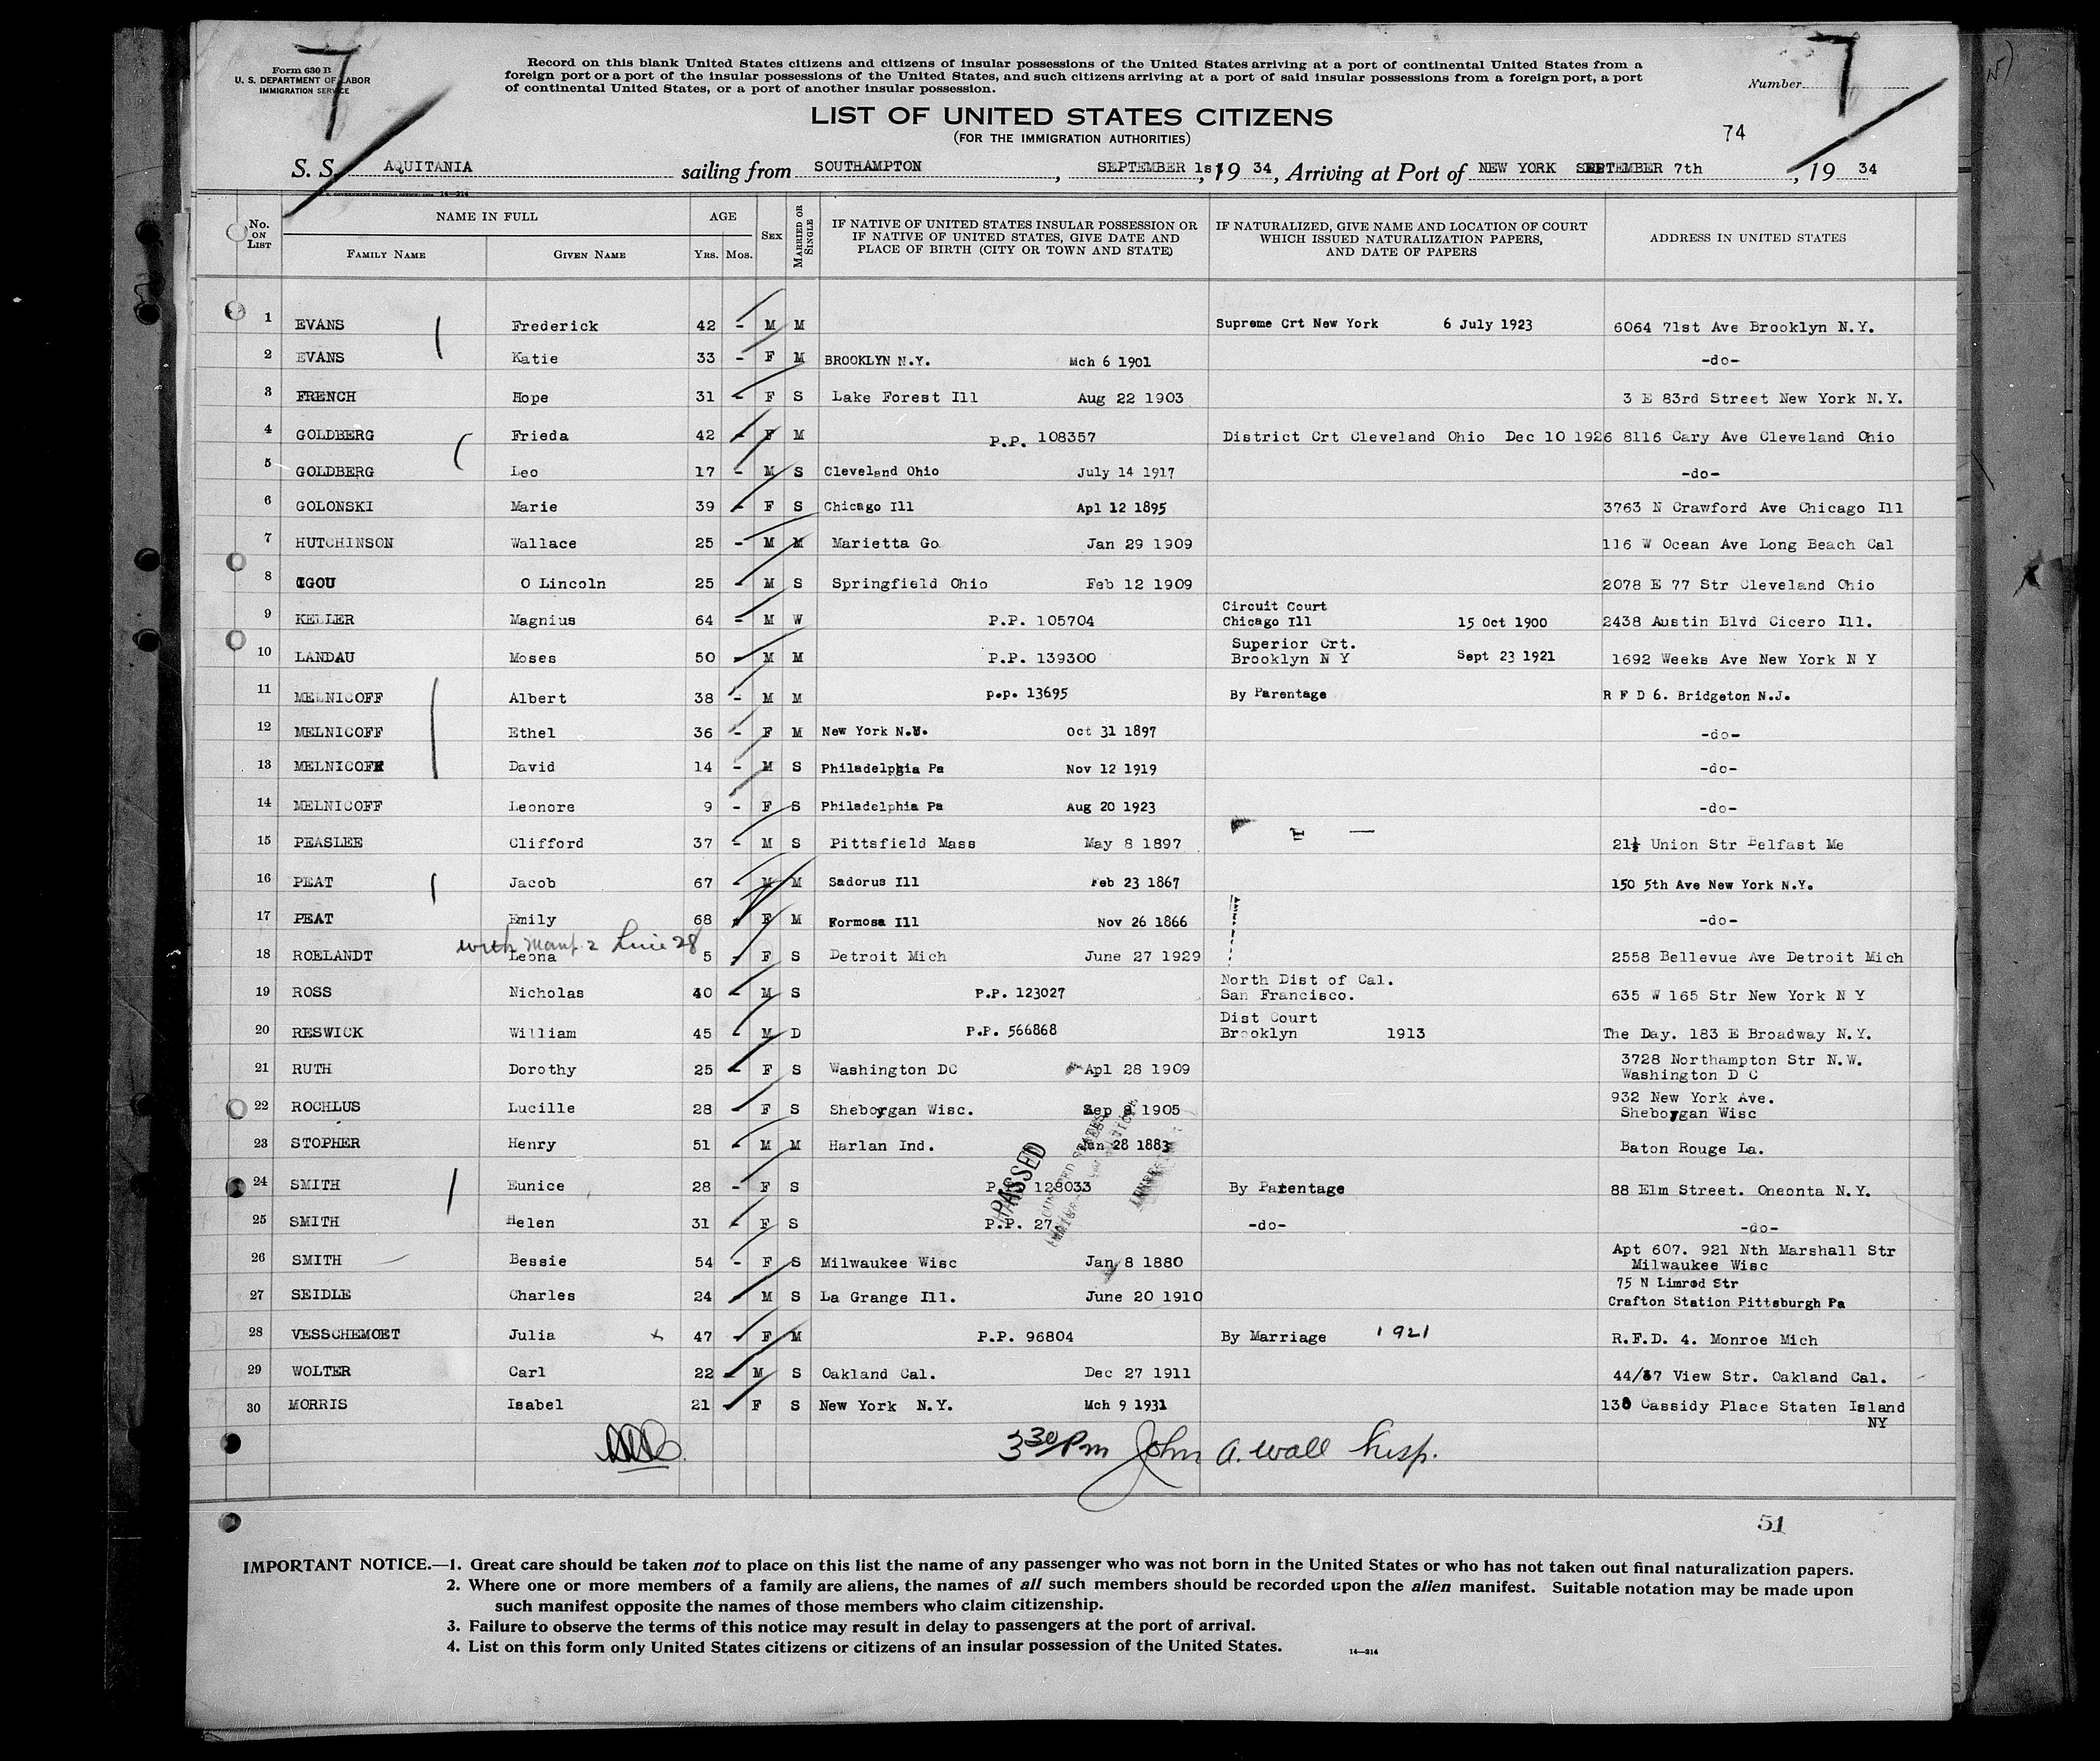 7
7
Form 630 B
U. S. DEPARTMENT OF LABOR
IMMIGRATION SERVICE
Record on this blank United States citizens and citizens of insular possessions of the United States arriving at a port of continental United States from a
foreign port or a port of the insular possessions of the United States, and such citizens arriving at a port of said insular possessions from a foreign port, a port
of continental United States, or a port of another insular possession.
Number
LIST OF UNITED STATES CITIZENS
(FOR THE IMMIGRATION AUTHORITIES)
74
S. S. AQUITANIA sailing from SOUTHAMPTON, SEPTEMBER 1st, 19 34, Arriving at Port of NEW YORK SEPTEMBER 7th, 19 34
No. ON LIST NAME IN FULL AGE SEX MARRIED OR SINGLE IF NATIVE OF UNITED STATES INSULAR POSSESSION OR IF NATIVE OF UNITED STATES, GIVE DATE AND PLACE OF BIRTH (CITY OR TOWN AND STATE) IF NATURALIZED, GIVE NAME AND LOCATION OF COURT WHICH ISSUED NATURALIZATION PAPERS, AND DATE OF PAPERS ADDRESS IN UNITED STATES
FAMILY NAME GIVEN NAME YRS. MOS.
1 EVANS Frederick 42 - M M Supreme Crt New York 6 July 1923 6064 71st Ave Brooklyn N.Y.
2 EVANS Katie 33 - F M BROOKLYN N.Y. Mch 6 1901 -do-
3 FRENCH Hope 31 - F S Lake Forest Ill Aug 22 1903 3 E 83rd Street New York N.Y.
4 GOLDBERG Frieda 42 - F M P.P. 108357 District Crt Cleveland Ohio Dec 10 1926 8116 Cary Ave Cleveland Ohio
5 GOLDBERG Leo 17 - M S Cleveland Ohio July 14 1917 -do-
6 GOLONSKI Marie 39 - F S Chicago Ill Apl 12 1895 3763 N Crawford Ave Chicago Ill
7 HUTCHINSON Wallace 25 - M M Marietta Go Jan 29 1909 116 W Ocean Ave Long Beach Cal
8 IGOU O Lincoln 25 - M S Springfield Ohio Feb 12 1909 2078 E 77 Str Cleveland Ohio
9 KELLER Magnius 64 - M W P.P. 105704 Circuit Court Chicago Ill 15 Oct 1900 2438 Austin Blvd Cicero Ill.
10 LANDAU Moses 50 - M M P.P. 139300 Superior Crt. Brooklyn N Y Sept 23 1921 1692 Weeks Ave New York N Y
11 MELNICOFF Albert 38 - M M P.P. 13695 By Parentage R F D 6. Bridgeton N.J.
12 MELNICOFF Ethel 36 - F M New York N.Y. Oct 31 1897 -do-
13 MELNICOFF David 14 - M S Philadelphia Pa Nov 12 1919 -do-
14 MELNICOFF Leonore 9 - F S Philadelphia Pa Aug 20 1923 -do-
15 PEASLEE Clifford 37 - M S Pittsfield Mass May 8 1897 21½ Union Str Belfast Me
16 PEAT Jacob 67 - M M Sadorus Ill Feb 23 1867 150 5th Ave New York N.Y.
17 PEAT Emily 68 F M Formosa Ill Nov 26 1866 -do-
with Manf. 2 Line 28
18 ROELANDT Leona 5 - F S Detroit Mich June 27 1929 2558 Bellevue Ave Detroit Mich
19 ROSS Nicholas 40 - M S P.P. 123027 North Dist of Cal. San Francisco. 635 W 165 Str New York N Y
20 RESWICK William 45 - M D P.P. 566868 Dist Court Brooklyn 1913 The Day. 183 E Broadway N.Y.
21 RUTH Dorothy 25 - F S Washington DC Apl 28 1909 3728 Northampton Str N.W. Washington D C
22 ROCHLUS Lucille 28 - F S Sheboygan Wisc. Sep 9 1905 932 New York Ave. Sheboygan Wisc
23 STOPHER Henry 51 - M M Harlan Ind. Jan 28 1883 Baton Rouge La.
24 SMITH Eunice 28 - F S P.P. 128033 By Parentage 88 Elm Street. Oneonta N.Y.
PASSED
25 SMITH Helen 31 - F S P.P. 27 -do- -do-
26 SMITH Bessie 54 - F S Milwaukee Wisc Jan 8 1880 Apt 607. 921 Nth Marshall Str Milwaukee Wisc
27 SEIDLE Charles 24 - M S La Grange Ill. June 20 1910 75 N Limrod Str Crafton Station Pittsburgh Pa
28 VESSCHEMOET Julia x 47 - F M P.P. 96804 By Marriage 1921 R.F.D. 4. Monroe Mich
29 WOLTER Carl 22 - M S Oakland Cal. Dec 27 1911 44/37 View Str. Oakland Cal.
30 MORRIS Isabel 21 - F S New York N.Y. Mch 9 1931 130 Cassidy Place Staten Island NY
3 30 Pm John A. Wall Insp.
51
IMPORTANT NOTICE.—1. Great care should be taken not to place on this list the name of any passenger who was not born in the United States or who has not taken out final naturalization papers.
2. Where one or more members of a family are aliens, the names of all such members should be recorded upon the alien manifest. Suitable notation may be made upon
such manifest opposite the names of those members who claim citizenship.
3. Failure to observe the terms of this notice may result in delay to passengers at the port of arrival.
4. List on this form only United States citizens or citizens of an insular possession of the United States.
14—214